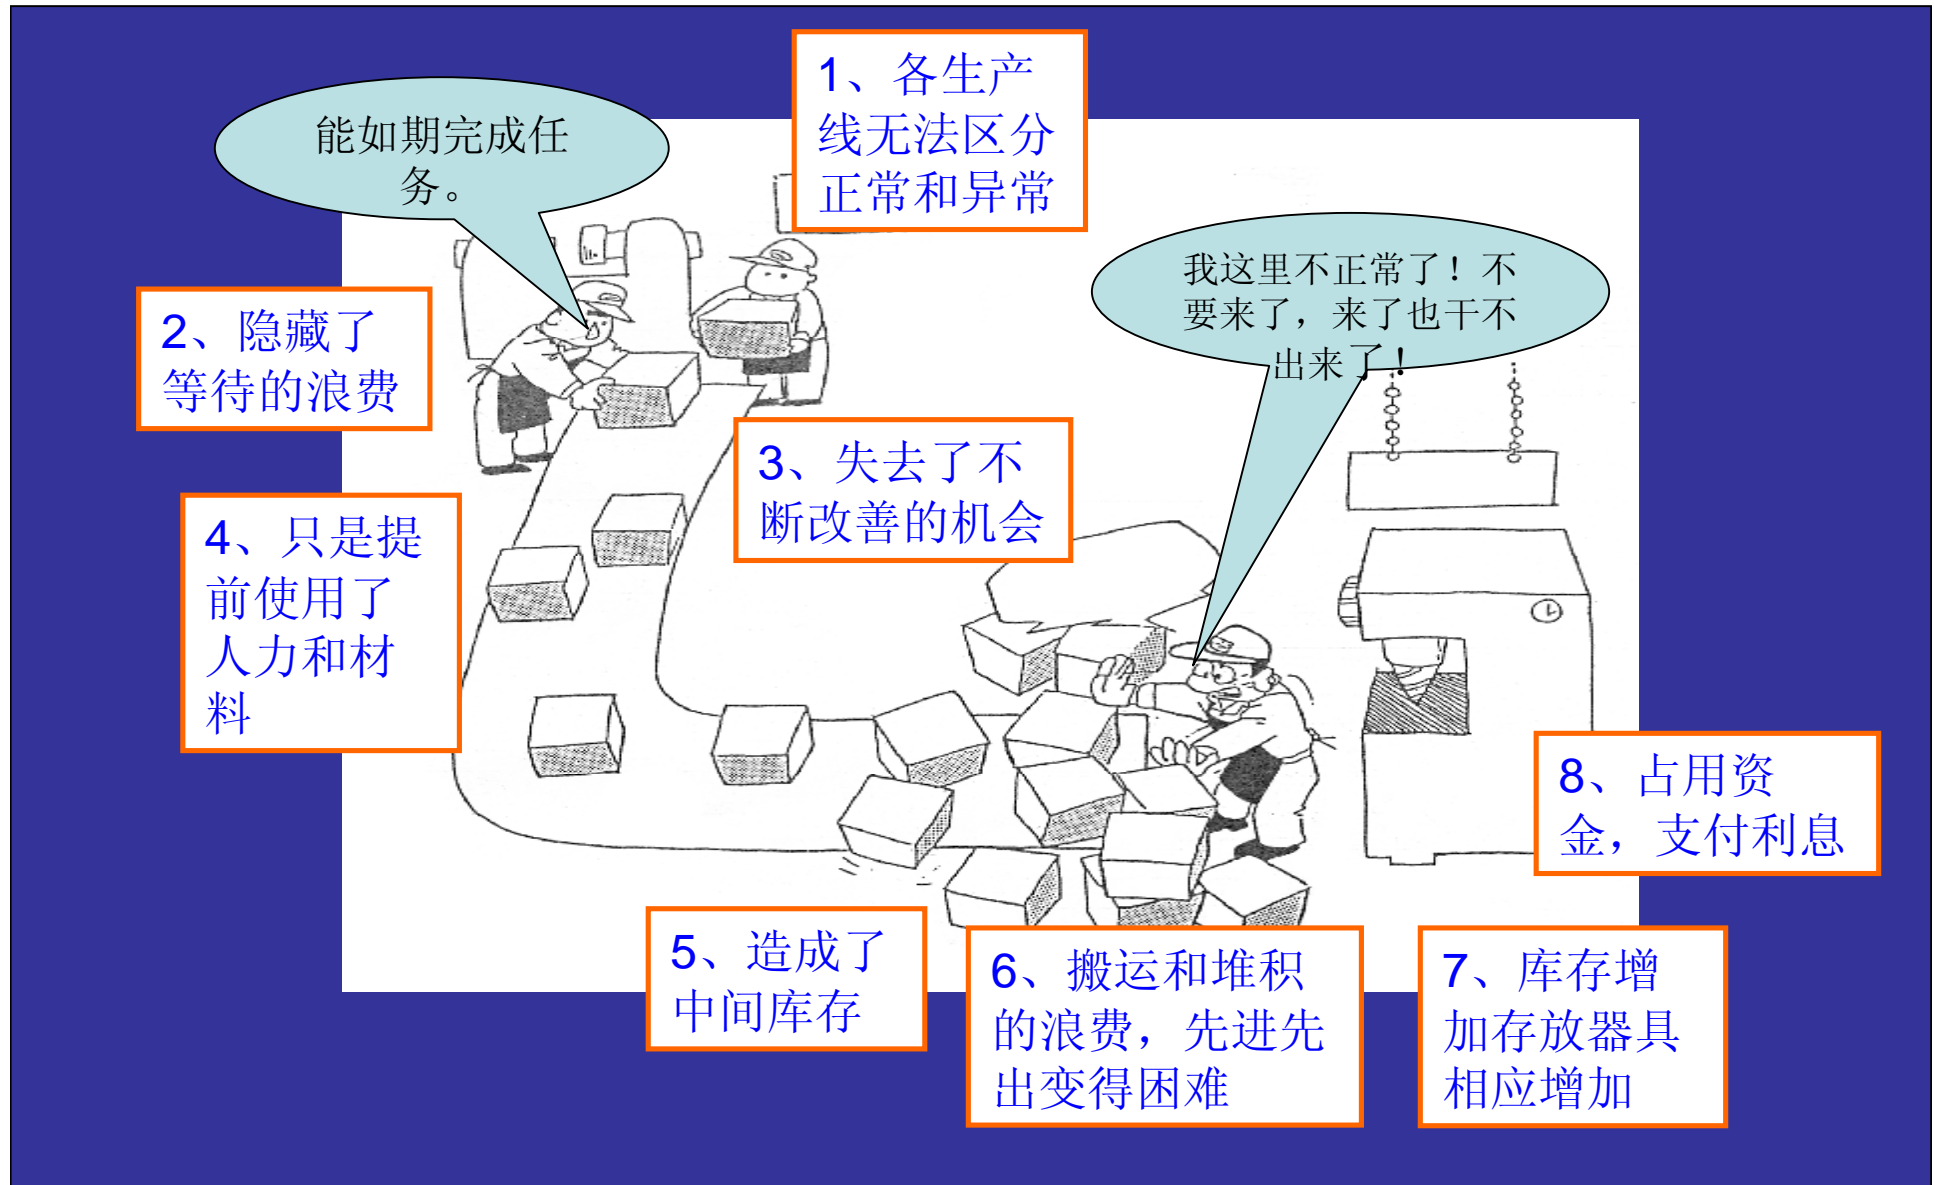 1、各生产
线无法区分
正常和异常
能如期完成任
务。
我这里不正常了！不
要来了，来了也干不
出来了！
2、隐藏了
等待的浪费
3、失去了不
断改善的机会
4、只是提
前使用了
人力和材
料
5、造成了
中间库存
6、搬运和堆积
的浪费，先进先
出变得困难
7、库存增
加存放器具
相应增加
8、占用资
金，支付利息